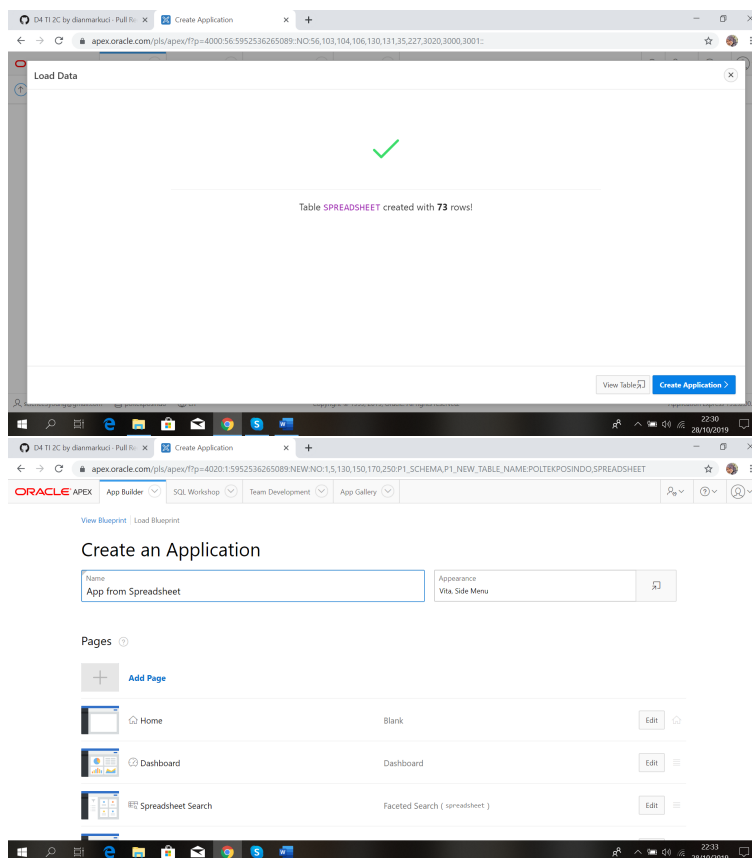 D4 TI 2C by dianmarkuci · Pull Re
Create Application
apex.oracle.com/pls/apex/f?p=4000:56:5952536265089::NO:56,103,104,106,130,131,35,227,3020,3000,3001::
Load Data
Table SPREADSHEET created with 73 rows!
View Table
Create Application
22:30
28/10/2019
D4 TI 2C by dianmarkuci · Pull Re
Create Application
apex.oracle.com/pls/apex/f?p=4020:1:5952536265089:NEW:NO:1,5,130,150,170,250:P1_SCHEMA,P1_NEW_TABLE_NAME:POLTEKPOSINDO,SPREADSHEET
ORACLE APEX App Builder SQL Workshop Team Development App Gallery
View Blueprint Load Blueprint
Create an Application
Name
App from Spreadsheet
Appearance
Vita, Side Menu
Pages
Add Page
Home Blank Edit
Dashboard Dashboard Edit
Spreadsheet Search Faceted Search ( spreadsheet ) Edit
22:33
28/10/2019